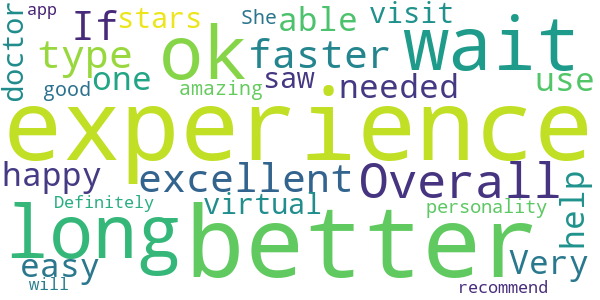 app
If
stars
She
able
visit
doctor
type
ok
faster
wait
one
good
amazing
saw
needed
use
experience
happy
excellent
Overall
help
long
Definitely
virtual
better
personality
easy
Very
will
recommend